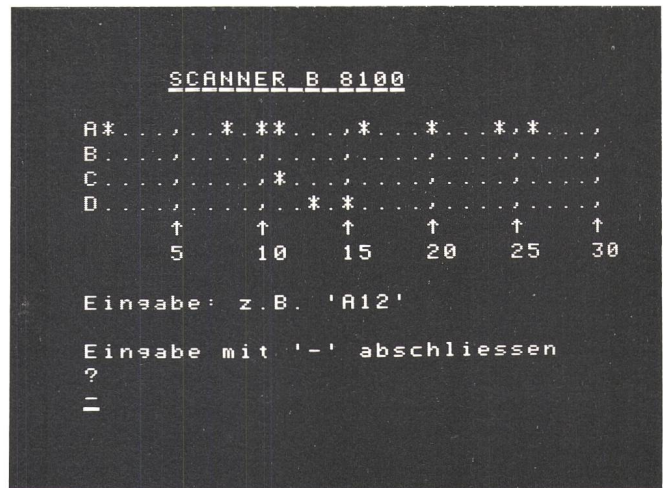 SCANNER B 8100
A*...,..*.**...,*...*...*,*...,
B....,....,....,....,....,....,
C....,....,*...,....,....,....,
D....,....,..*.*....,....,....,
↑ ↑ ↑ ↑ ↑ ↑
5 10 15 20 25 30
Eingabe: z.B. 'A12'
Eingabe mit '-' abschliessen
?